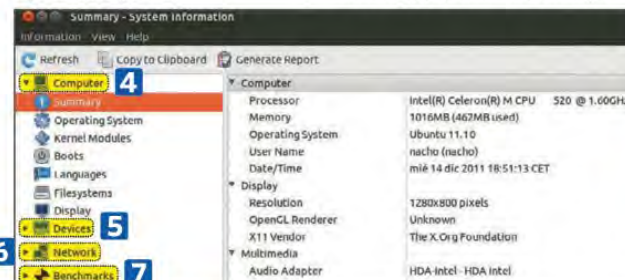 Summary - System Information
Information View Help
Refresh Copy to Clipboard Generate Report
Computer 4
Summary
Operating System
Kernel Modules
Boots
Languages
Filesystems
Display
Devices 5
6 Network
Benchmarks 7
Computer
Processor Intel(R) Celeron(R) M CPU 520 @ 1.60GH
Memory 1016MB (462MB used)
Operating System Ubuntu 11.10
User Name nacho (nacho)
Date/Time mié 14 dic 2011 18:51:13 CET
Display
Resolution 1280x800 pixels
OpenGL Renderer Unknown
X11 Vendor The X.Org Foundation
Multimedia
Audio Adapter HDA-Intel - HDA Intel